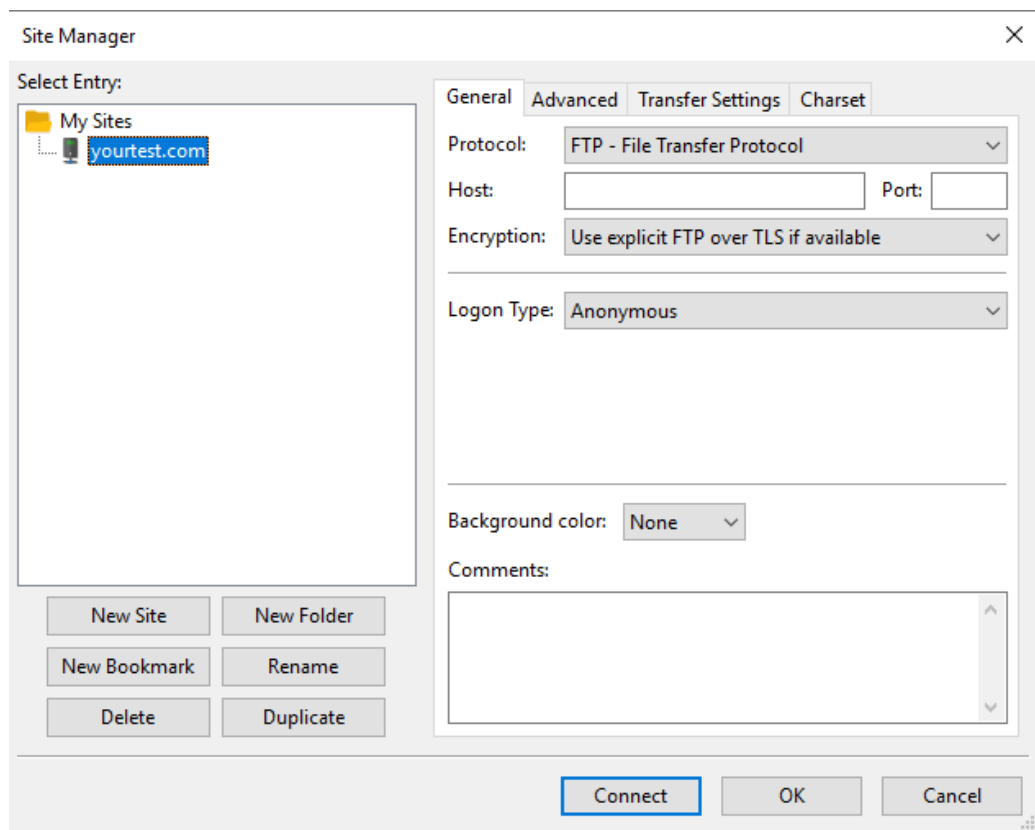 Site Manager
Select Entry:
My Sites
yourtest.com
New Site
New Folder
New Bookmark
Rename
Delete
Duplicate
General
Advanced
Transfer Settings
Charset
Protocol:
FTP - File Transfer Protocol
Host:
Port:
Encryption:
Use explicit FTP over TLS if available
Logon Type:
Anonymous
Background color:
None
Comments:
Connect
OK
Cancel